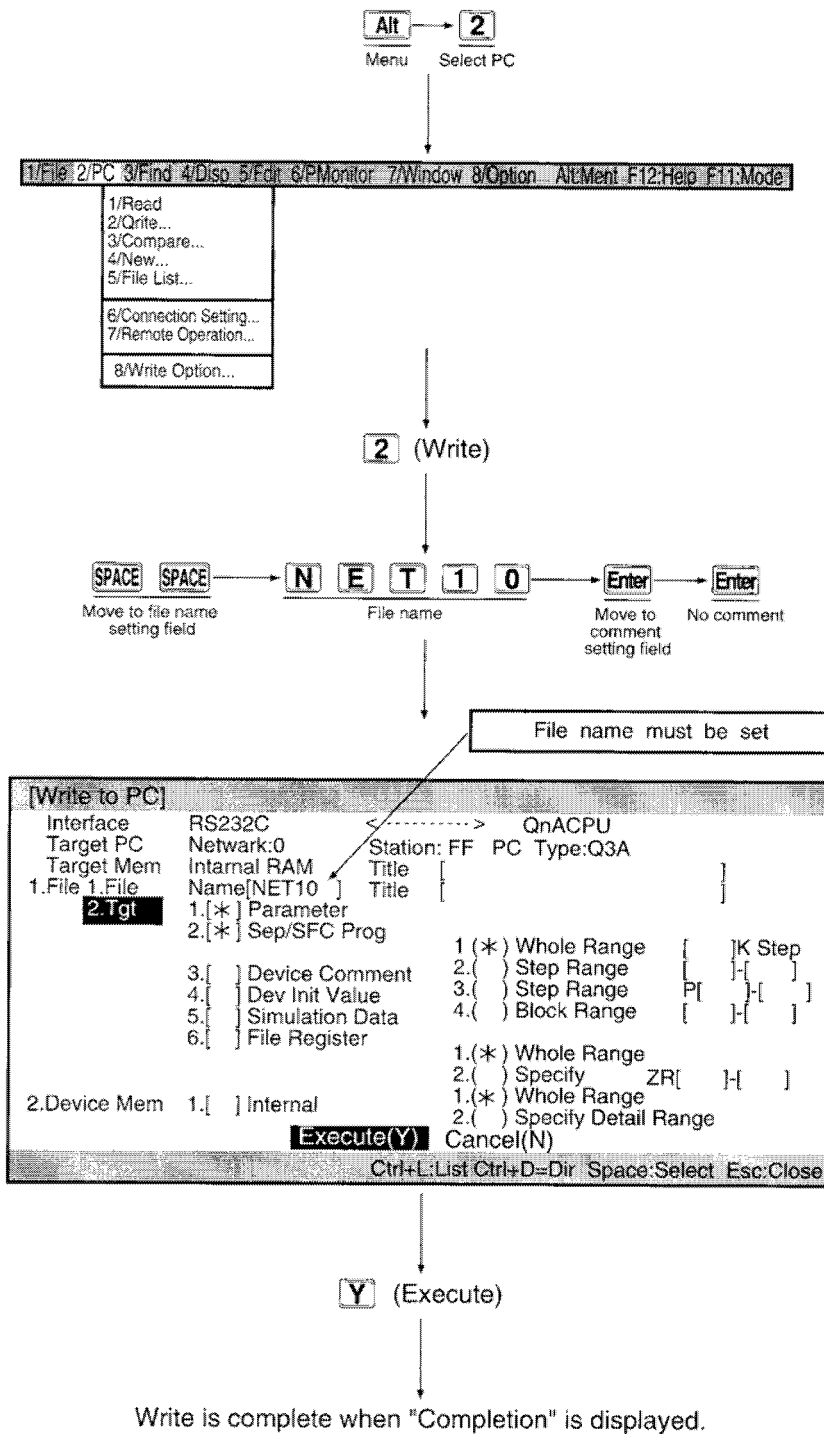 Alt 2
Menu Select PC
1/File 2/PC 3/Find 4/Disp 5/Edit 6/PMonitor 7/Window 8/Option Alt:Ment F12:Help F11:Mode
1/Read
2/Qrite...
3/Compare...
4/New...
5/File List...
6/Connection Setting...
7/Remote Operation...
8/Write Option...
2 (Write)
SPACE SPACE N E T 1 0 Enter Enter
Move to file name setting field
File name
Move to comment setting field
No comment
File name must be set
[Write to PC]
Interface RS232C <-----------> QnACPU
Target PC Netwark:0 Station: FF PC Type:Q3A
Target Mem Intarnal RAM Title [ ]
1.File 1.File Name[NET10 ] Title [ ]
2.Tgt 1.[*] Parameter
2.[*] Sep/SFC Prog
1 (*) Whole Range [ ]K Step
2.( ) Step Range [ ]-[ ]
3.[ ] Device Comment 3.( ) Step Range P[ ]-[ ]
4.[ ] Dev Init Value 4.( ) Block Range [ ]-[ ]
5.[ ] Simulation Data
6.[ ] File Register
1.(*) Whole Range
2.( ) Specify ZR[ ]-[ ]
2.Device Mem 1.[ ] Internal 1.(*) Whole Range
2.( ) Specify Detail Range
Execute(Y) Cancel(N)
Ctrl+L:List Ctrl+D=Dir Space:Select Esc:Close
Y (Execute)
Write is complete when "Completion" is displayed.